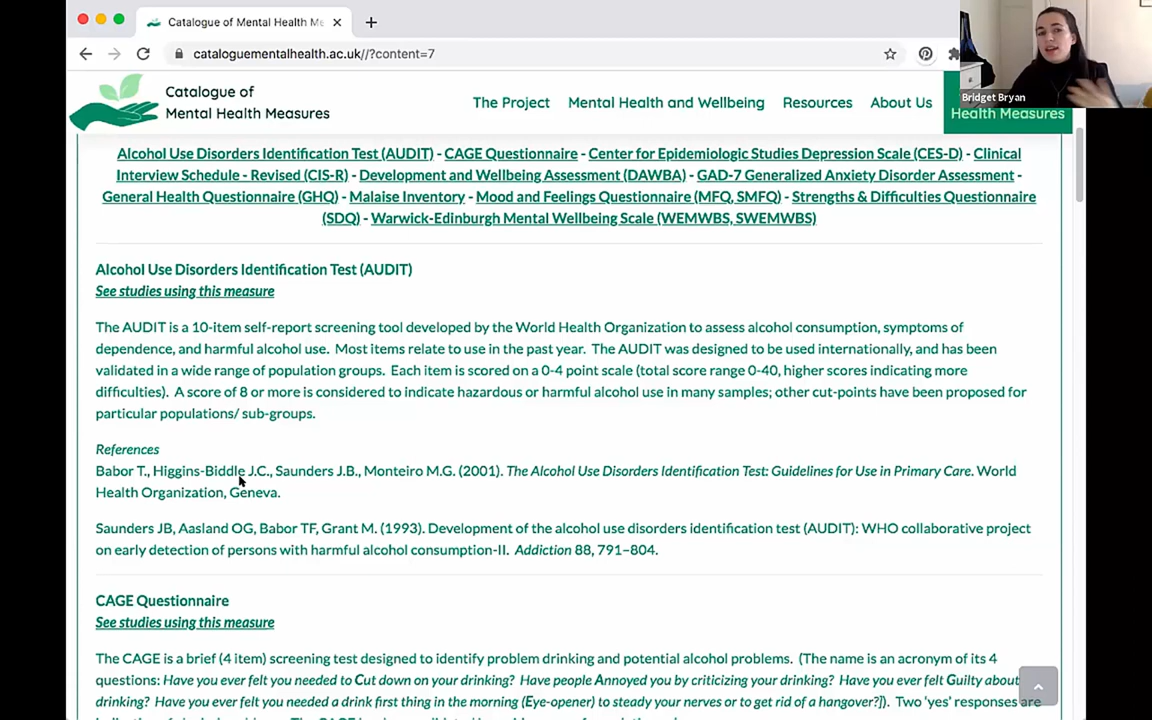 Catalogue of Mental Health Me
cataloguementalhealth.ac.uk//?content=7
Bridget Bryan
Catalogue of
Mental Health Measures
The Project
Mental Health and Wellbeing
Resources
About Us
Health Measures
Alcohol Use Disorders Identification Test (AUDIT) - CAGE Questionnaire - Center for Epidemiologic Studies Depression Scale (CES-D) - Clinical
Interview Schedule - Revised (CIS-R) - Development and Wellbeing Assessment (DAWBA) - GAD-7 Generalized Anxiety Disorder Assessment -
General Health Questionnaire (GHQ) - Malaise Inventory - Mood and Feelings Questionnaire (MFQ, SMFQ) - Strengths & Difficulties Questionnaire
(SDQ) - Warwick-Edinburgh Mental Wellbeing Scale (WEMWBS, SWEMWBS)
Alcohol Use Disorders Identification Test (AUDIT)
See studies using this measure
The AUDIT is a 10-item self-report screening tool developed by the World Health Organization to assess alcohol consumption, symptoms of
dependence, and harmful alcohol use. Most items relate to use in the past year. The AUDIT was designed to be used internationally, and has been
validated in a wide range of population groups. Each item is scored on a 0-4 point scale (total score range 0-40, higher scores indicating more
difficulties). A score of 8 or more is considered to indicate hazardous or harmful alcohol use in many samples; other cut-points have been proposed for
particular populations/ sub-groups.
References
Babor T., Higgins-Biddle J.C., Saunders J.B., Monteiro M.G. (2001). The Alcohol Use Disorders Identification Test: Guidelines for Use in Primary Care. World
Health Organization, Geneva.
Saunders JB, Aasland OG, Babor TF, Grant M. (1993). Development of the alcohol use disorders identification test (AUDIT): WHO collaborative project
on early detection of persons with harmful alcohol consumption-II. Addiction 88, 791–804.
CAGE Questionnaire
See studies using this measure
The CAGE is a brief (4 item) screening test designed to identify problem drinking and potential alcohol problems. (The name is an acronym of its 4
questions: Have you ever felt you needed to Cut down on your drinking? Have people Annoyed you by criticizing your drinking? Have you ever felt Guilty about
drinking? Have you ever felt you needed a drink first thing in the morning (Eye-opener) to steady your nerves or to get rid of a hangover?]). Two 'yes' responses are